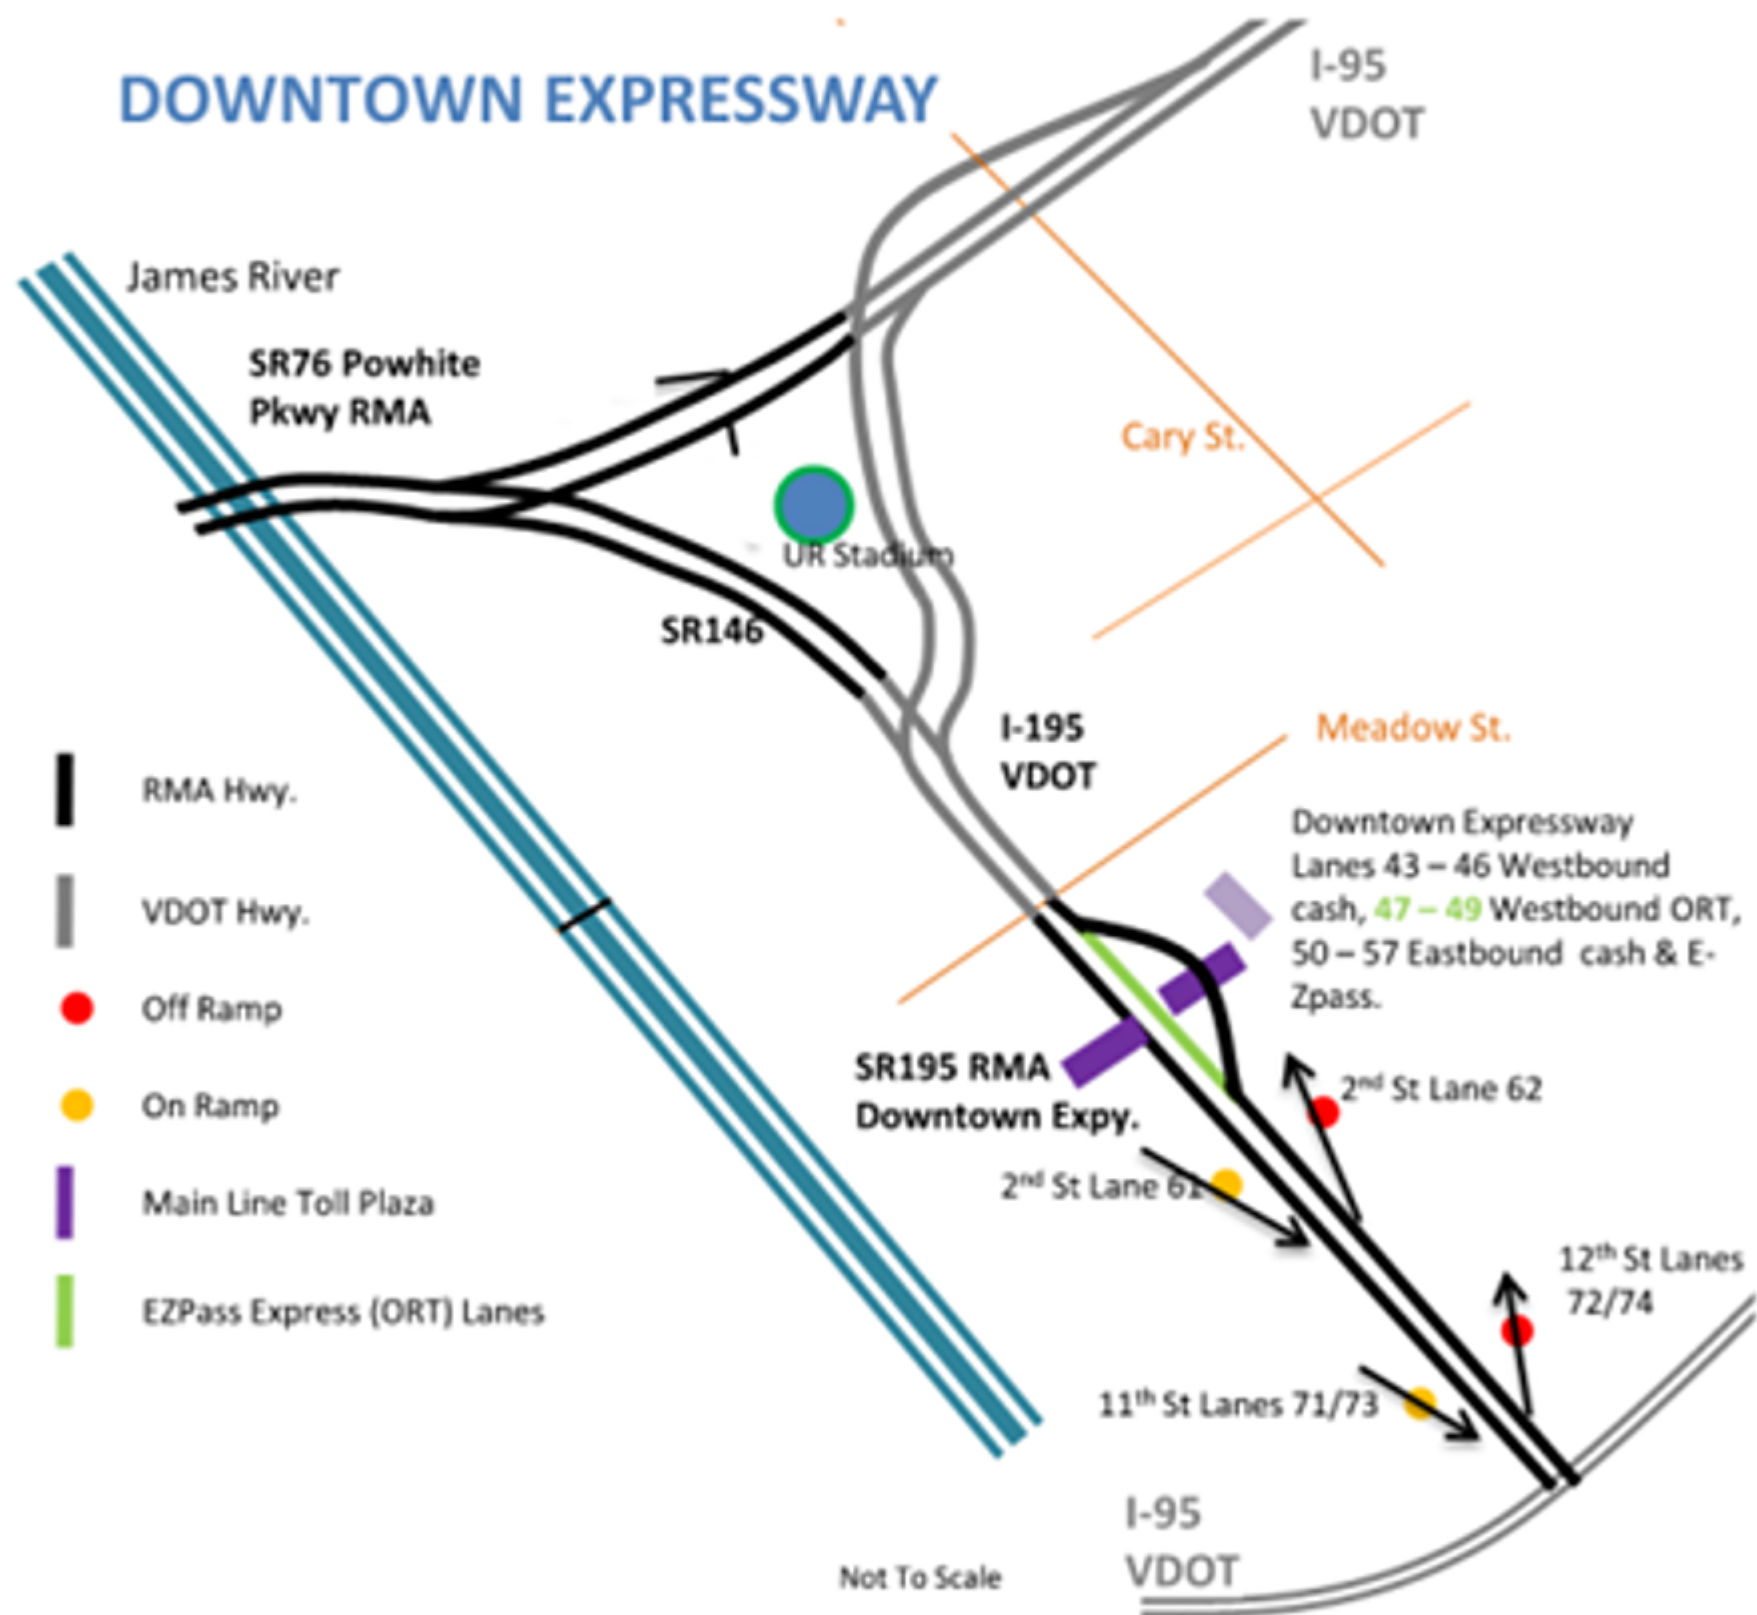 I-95
VDOT
DOWNTOWN EXPRESSWAY
James River
SR76 Powhite
Pkwy RMA
Cary St.
UR Stadium
SR146
I-195
VDOT
Meadow St.
RMA Hwy.
VDOT Hwy.
Off Ramp
On Ramp
Main Line Toll Plaza
EZPass Express (ORT) Lanes
Downtown Expressway
Lanes 43 – 46 Westbound
cash, 47 – 49 Westbound ORT,
50 – 57 Eastbound cash & E-
Zpass.
SR195 RMA
Downtown Expy.
2nd St Lane 62
2nd St Lane 61
12th St Lanes
72/74
11th St Lanes 71/73
I-95
VDOT
Not To Scale